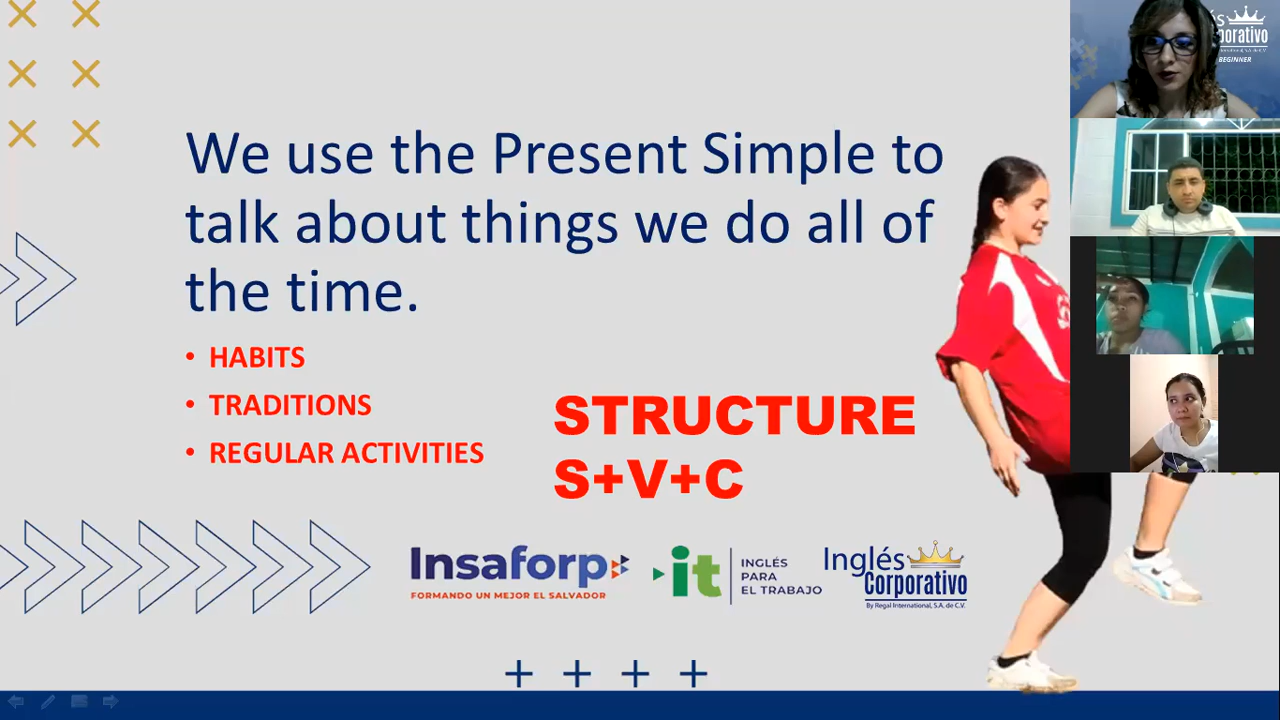 We use the Present Simple to
talk about things we do all of
the time.
• HABITS
• TRADITIONS
• REGULAR ACTIVITIES
STRUCTURE
S+V+C
Insaforp
FORMANDO UN MEJOR EL SALVADOR
it
INGLÉS
PARA
EL TRABAJO
Inglés
Corporativo
By Regal International, S.A. de C.V.
BEGINNER